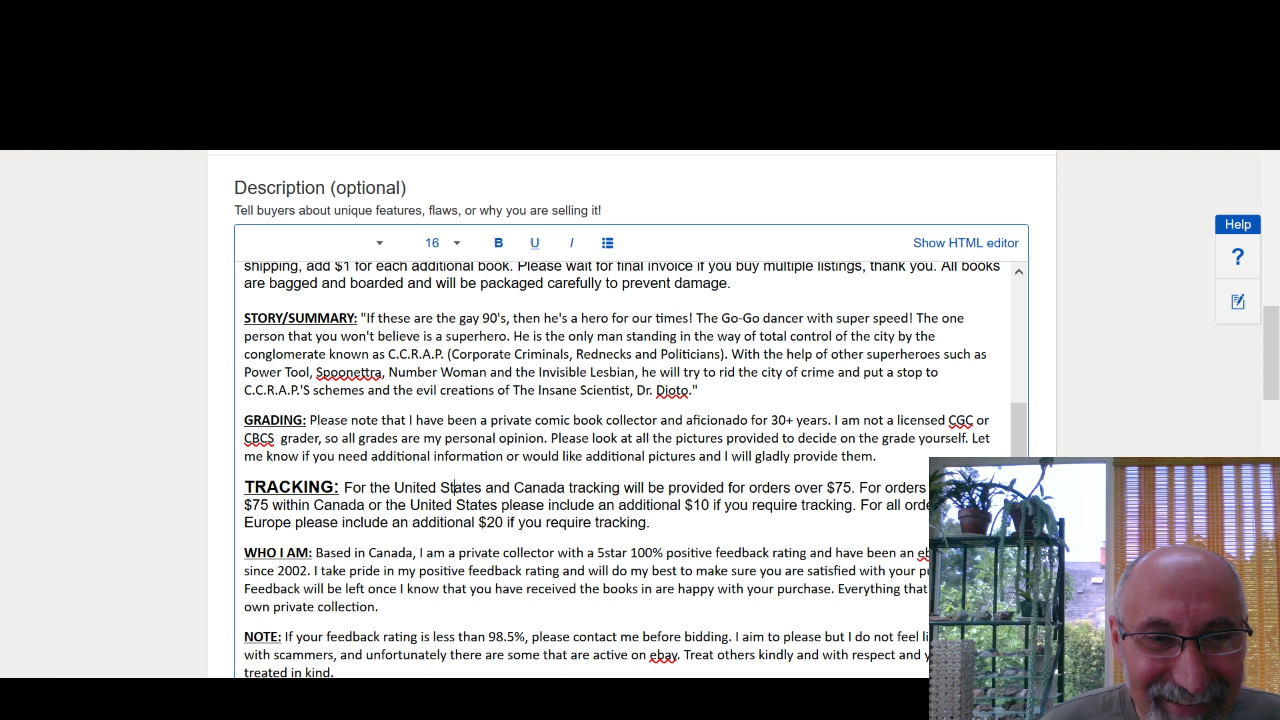 Description (optional)
Tell buyers about unique features, flaws, or why you are selling it!
16 B U I Show HTML editor
Help
?
shipping, add $1 for each additional book. Please wait for final invoice if you buy multiple listings, thank you. All books
are bagged and boarded and will be packaged carefully to prevent damage.
STORY/SUMMARY: "If these are the gay 90's, then he's a hero for our times! The Go-Go dancer with super speed! The one
person that you won't believe is a superhero. He is the only man standing in the way of total control of the city by the
conglomerate known as C.C.R.A.P. (Corporate Criminals, Rednecks and Politicians). With the help of other superheroes such as
Power Tool, Spoonettra, Number Woman and the Invisible Lesbian, he will try to rid the city of crime and put a stop to
C.C.R.A.P.'S schemes and the evil creations of The Insane Scientist, Dr. Dioto."
GRADING: Please note that I have been a private comic book collector and aficionado for 30+ years. I am not a licensed CGC or
CBCS grader, so all grades are my personal opinion. Please look at all the pictures provided to decide on the grade yourself. Let
me know if you need additional information or would like additional pictures and I will gladly provide them.
TRACKING: For the United States and Canada tracking will be provided for orders over $75. For orders
$75 within Canada or the United States please include an additional $10 if you require tracking. For all
Europe please include an additional $20 if you require tracking.
WHO I AM: Based in Canada, I am a private collector with a 5star 100% positive feedback rating and have been an
since 2002. I take pride in my positive feedback rating and will do my best to make sure you are satisfied with your
Feedback will be left once I know that you have received the books in are happy with your purchase. Everything that
own private collection.
NOTE: If your feedback rating is less than 98.5%, please contact me before bidding. I aim to please but I do not feel
with scammers, and unfortunately there are some that are active on ebay. Treat others kindly and with respect and
treated in kind.